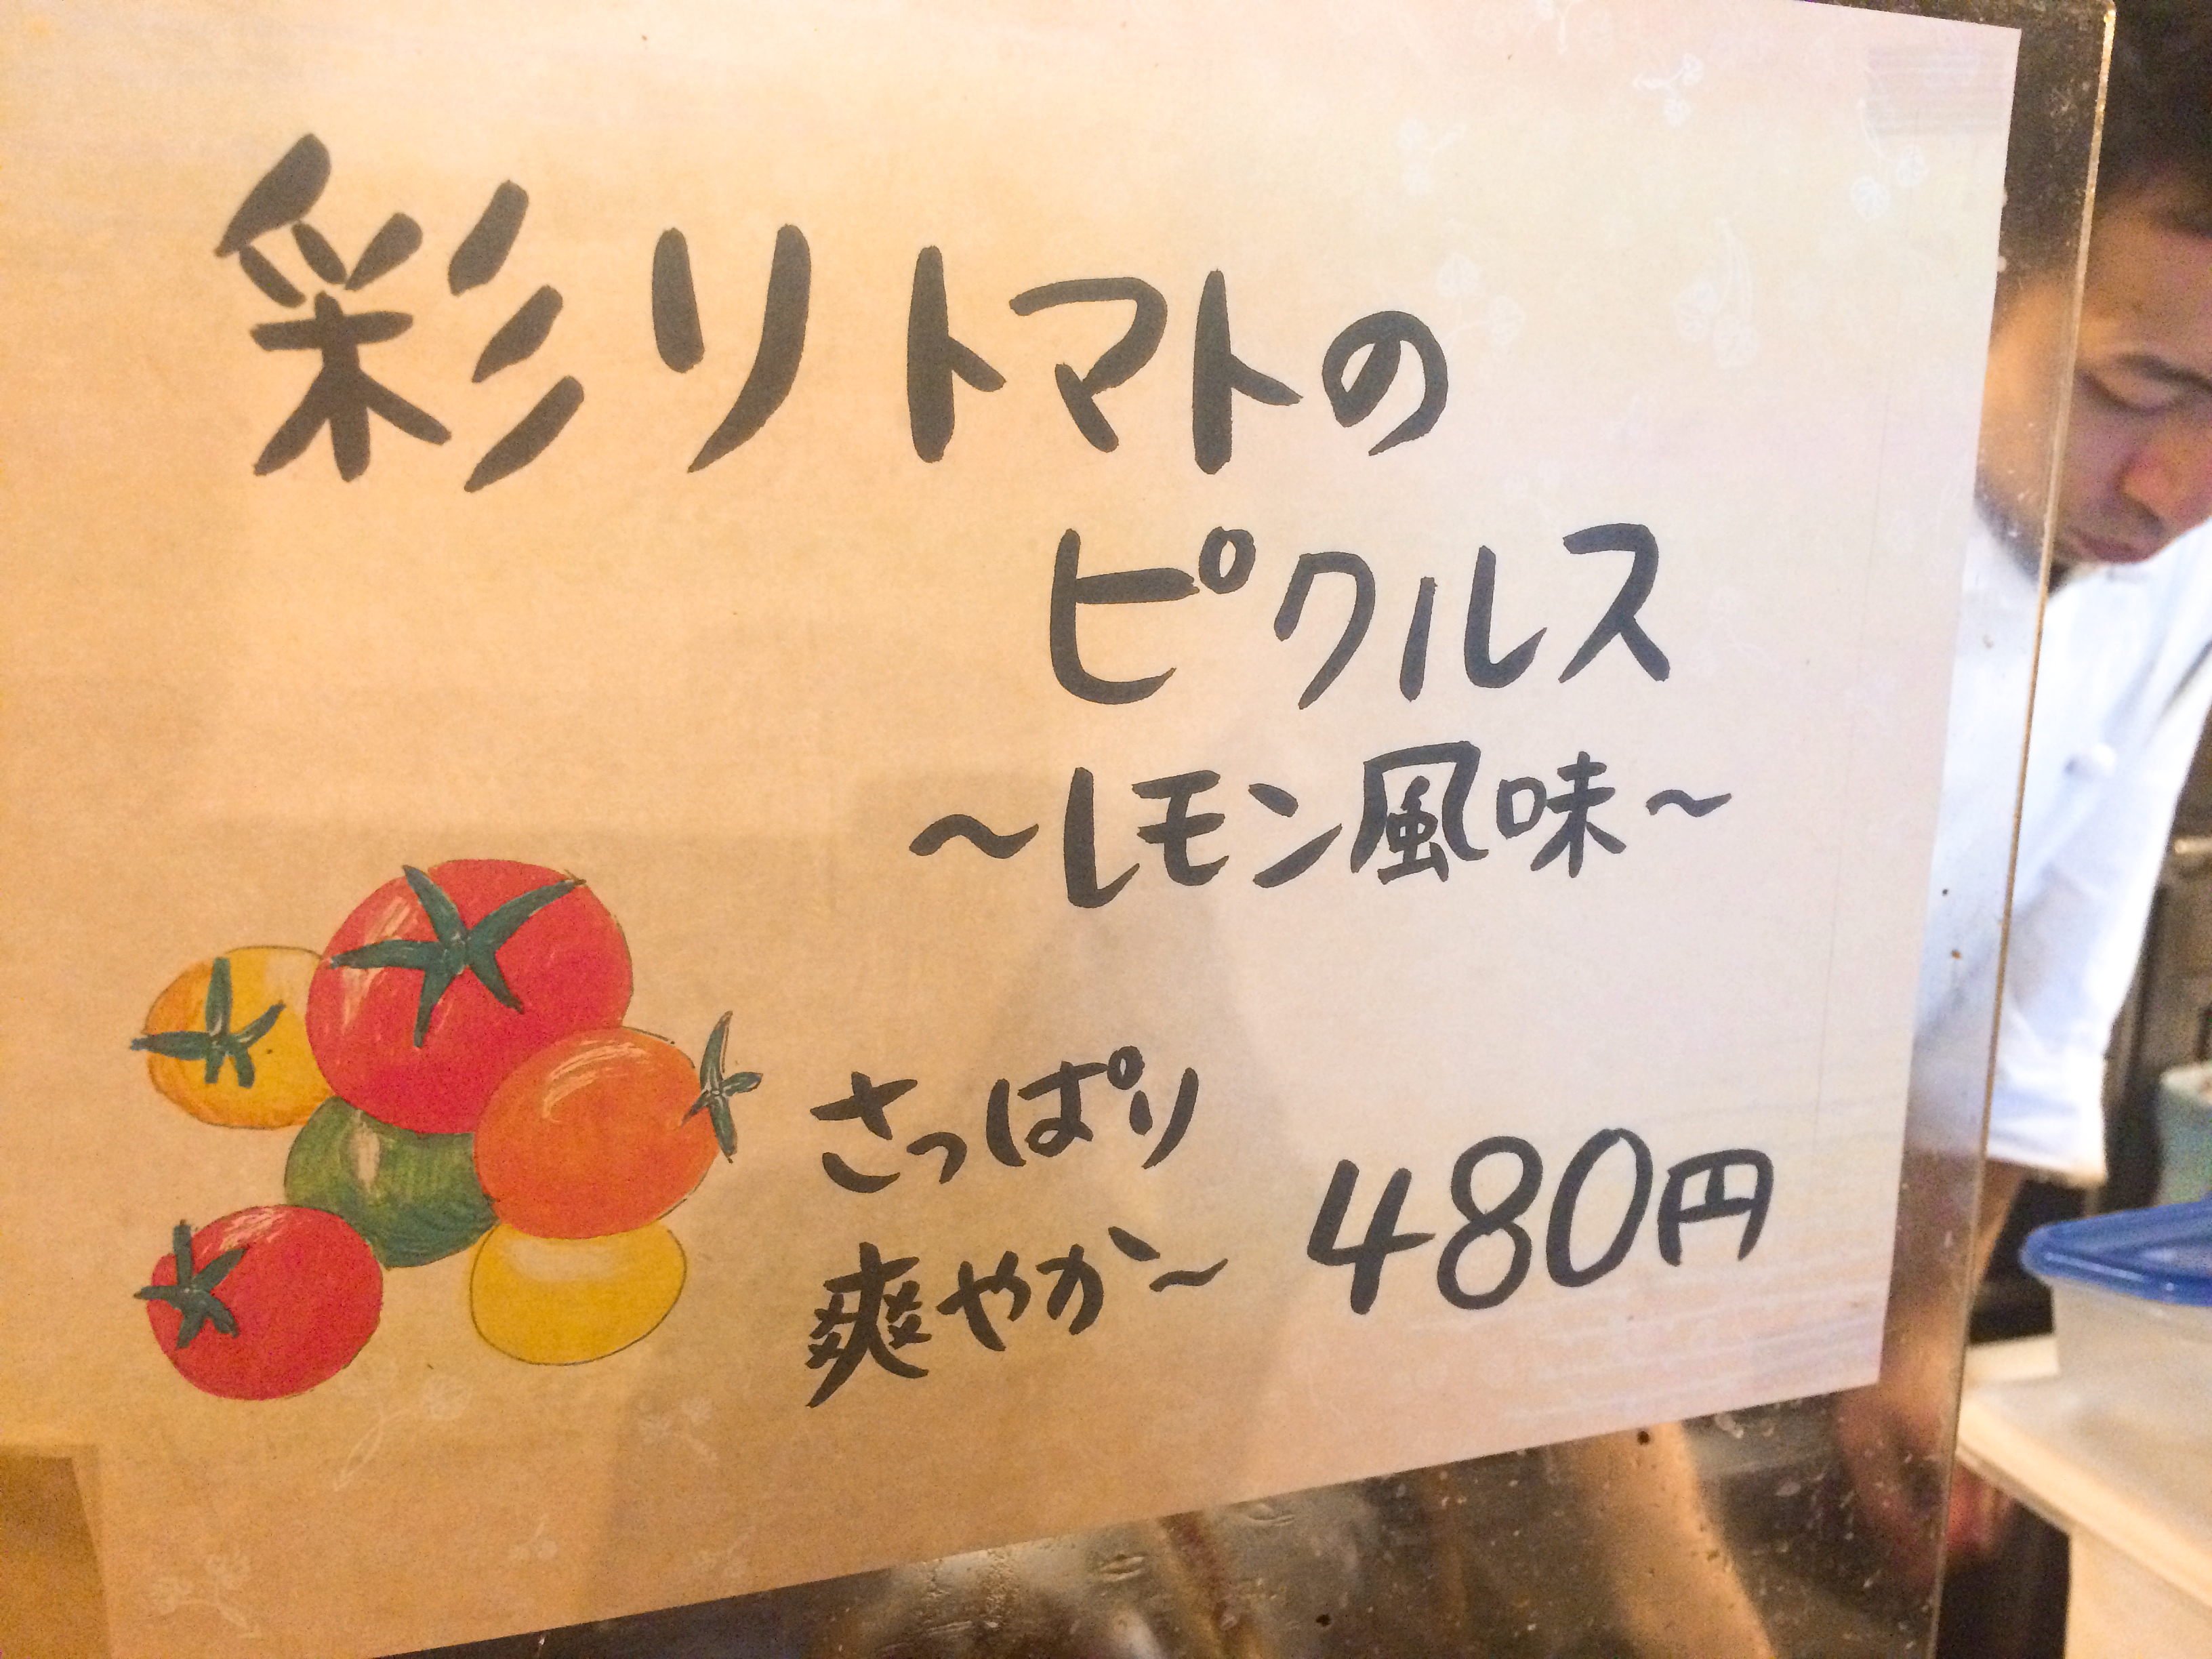 彩りトマトの
ピクルス
～レモン風味～
さっぱり
爽やか～
480円